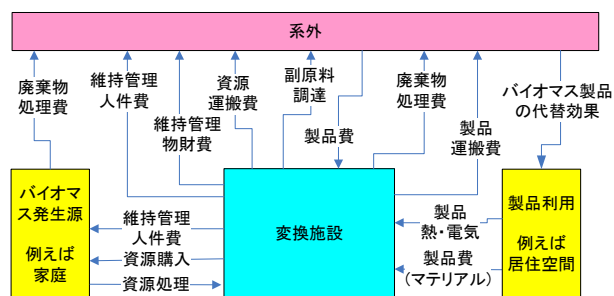 系外
廃棄物
処理費
維持管理
人件費
維持管理
物財費
資源
運搬費
副原料
調達
製品費
廃棄物
処理費
製品
運搬費
バイオマス製品
の代替効果
バイオマ
ス発生源
例えば
家庭
維持管理
人件費
資源購入
資源処理
変換施設
製品
熱・電気
製品費
(マテリアル)
製品利用
例えば
居住空間